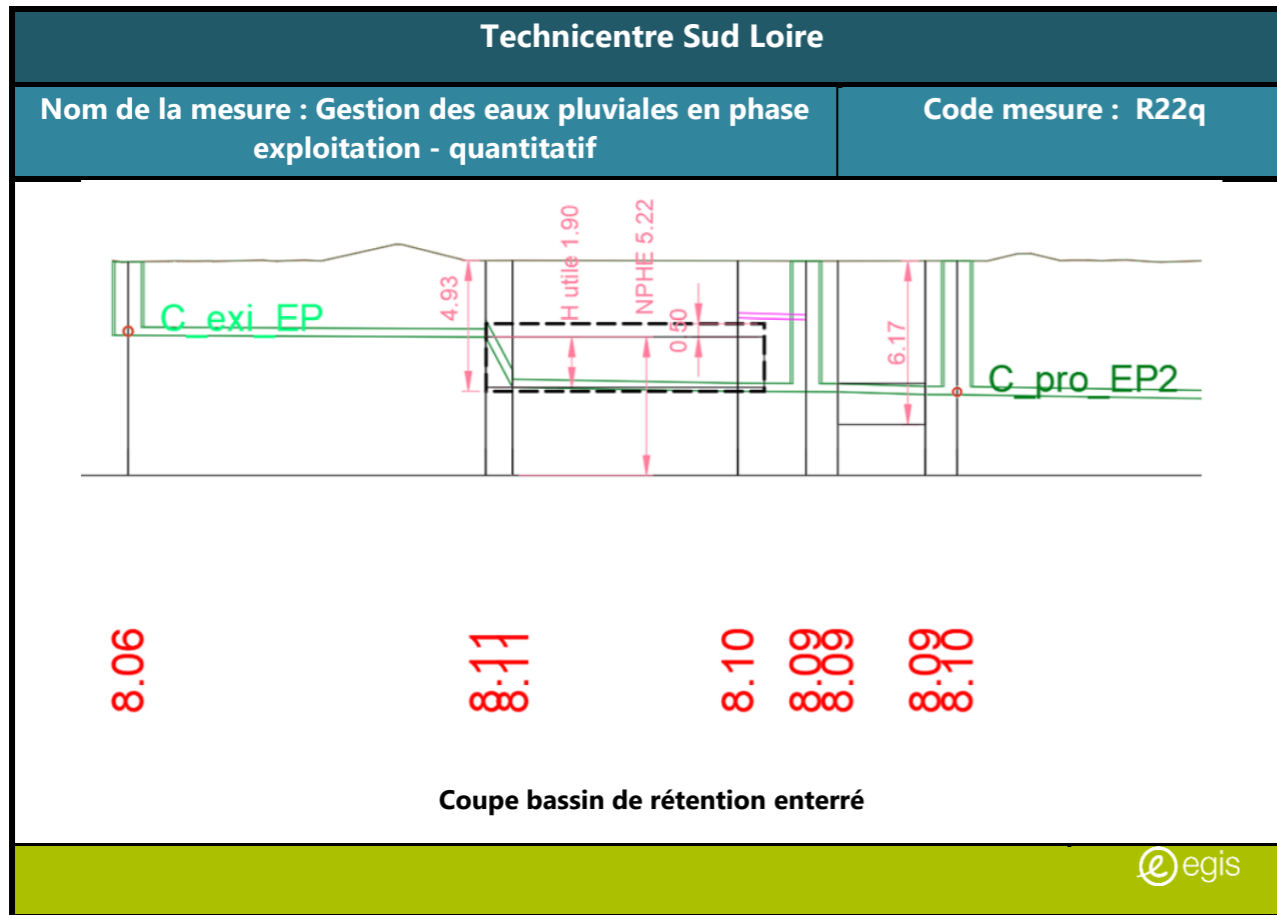 Technicentre Sud Loire
Nom de la mesure : Gestion des eaux pluviales en phase
exploitation - quantitatif
Code mesure : R22q
4.93
H utile 1.90
NPHE 5.22
0.50
6.17
C_exi_EP
C_pro_EP2
8.06
8.11
8.11
8.10
8.09
8.09
8.09
8.10
Coupe bassin de rétention enterré
egis